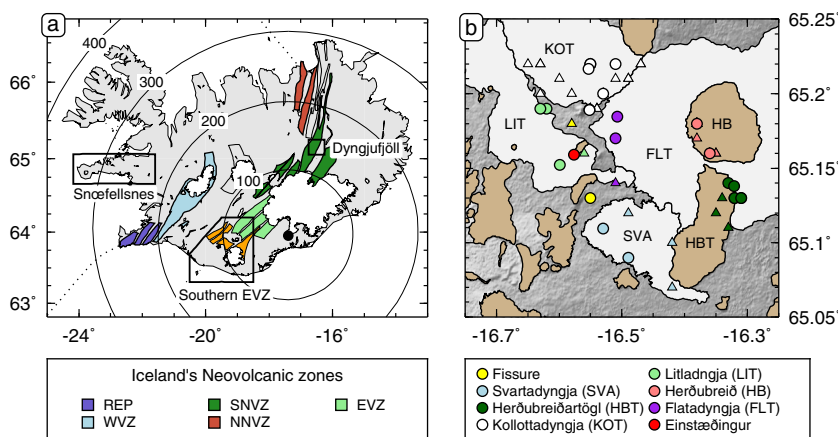 a
400
300
200
100
66°
65°
64°
63°
Dyngjufjöll
Snœfellsnes
Southern EVZ
−24° −20° −16°
Iceland's Neovolcanic zones
REP SNVZ EVZ
WVZ NNVZ
b
KOT
LIT
HB
FLT
SVA
HBT
65.25°
65.2°
65.15°
65.1°
65.05°
−16.7° −16.5° −16.3°
Fissure Litladngja (LIT)
Svartadyngja (SVA) Herðubreið (HB)
Herðubreiðartögl (HBT) Flatadyngja (FLT)
Kollottadyngja (KOT) Einstæðingur